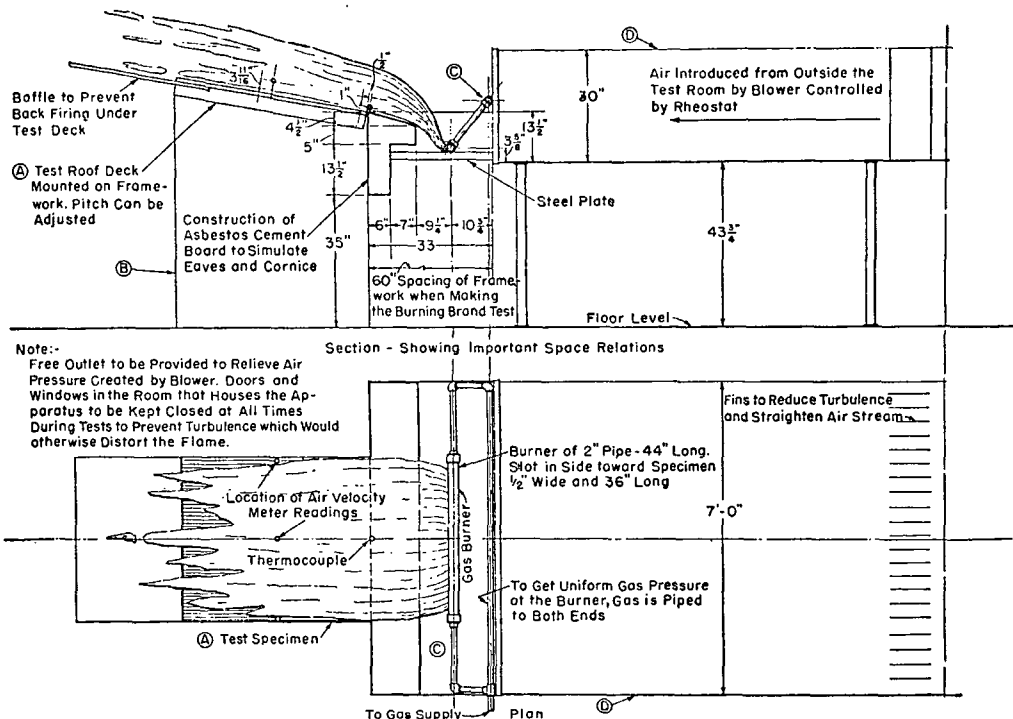 Ⓓ
1/2"
Ⓒ
3 11/16"
1"
30"
Air Introduced from Outside the
Test Room by Blower Controlled
by Rheostat
Baffle to Prevent
Back Firing Under
Test Deck
4 1/2"
5"
13 1/2"
13 1/2"
3 5/8"
Ⓐ Test Roof Deck
Mounted on Frame-
work. Pitch Can be
Adjusted
Steel Plate
Construction of
Asbestos Cement
Board to Simulate
Eaves and Cornice
6" 7" 9 1/4" 10 3/4"
33
35"
43 3/4"
Ⓑ
60" Spacing of Frame-
work when Making
the Burning Brand Test
Floor Level
Note:-
Free Outlet to be Provided to Relieve Air
Pressure Created by Blower. Doors and
Windows in the Room that Houses the Ap-
paratus to be Kept Closed at All Times
During Tests to Prevent Turbulence which Would
otherwise Distort the Flame.
Section - Showing Important Space Relations
Fins to Reduce Turbulence
and Straighten Air Stream
Burner of 2" Pipe-44" Long.
Slot in Side toward Specimen
1/2" Wide and 36" Long
Location of Air Velocity
Meter Readings
Gas Burner
7'-0"
Thermocouple
To Get Uniform Gas Pressure
at the Burner, Gas is Piped
to Both Ends
Ⓐ Test Specimen
Ⓒ
To Gas Supply
Plan
Ⓓ